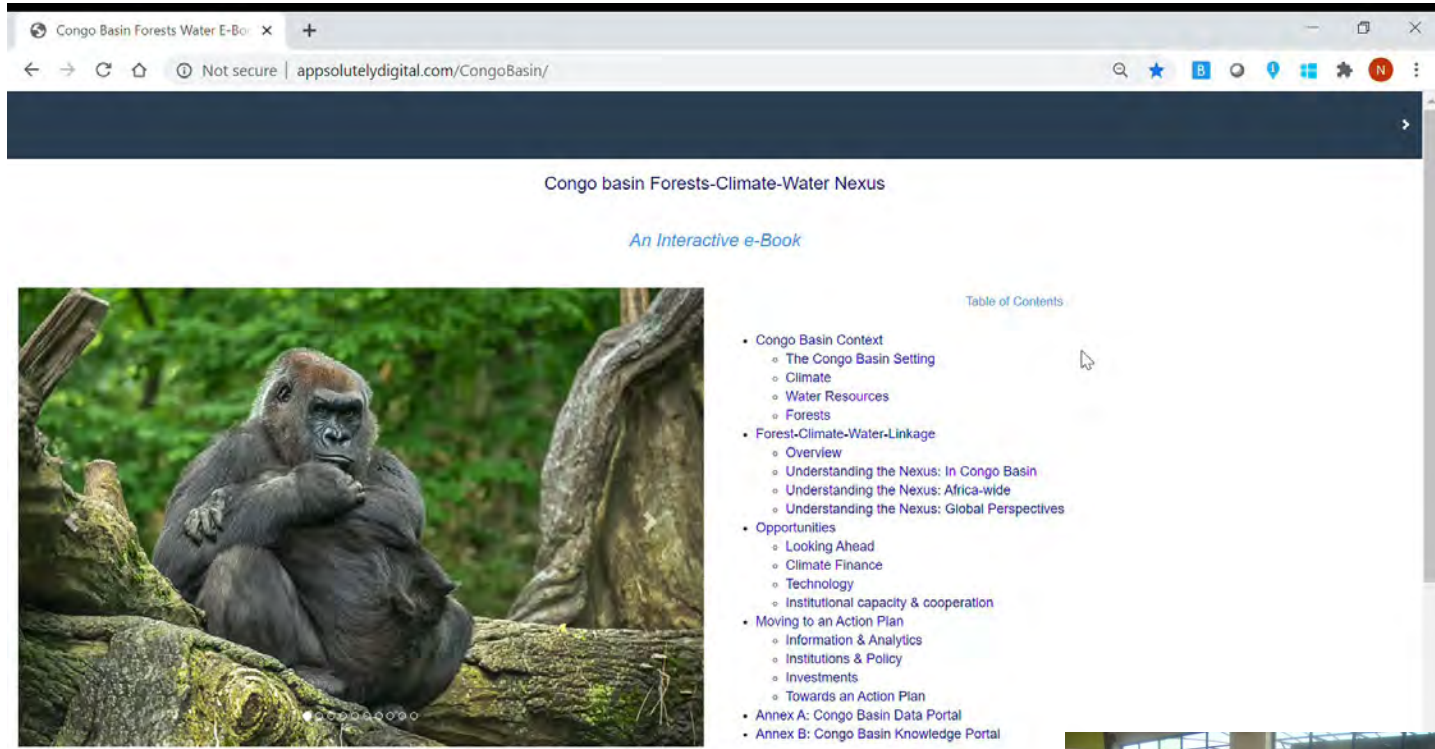 Congo Basin Forests Water E-Bo
Not secure | appsolutelydigital.com/CongoBasin/
B
N
Congo basin Forests-Climate-Water Nexus
An Interactive e-Book
Table of Contents
Congo Basin Context
The Congo Basin Setting
Climate
Water Resources
Forests
Forest-Climate-Water-Linkage
Overview
Understanding the Nexus: In Congo Basin
Understanding the Nexus: Africa-wide
Understanding the Nexus: Global Perspectives
Opportunities
Looking Ahead
Climate Finance
Technology
Institutional capacity & cooperation
Moving to an Action Plan
Information & Analytics
Institutions & Policy
Investments
Towards an Action Plan
Annex A: Congo Basin Data Portal
Annex B: Congo Basin Knowledge Portal